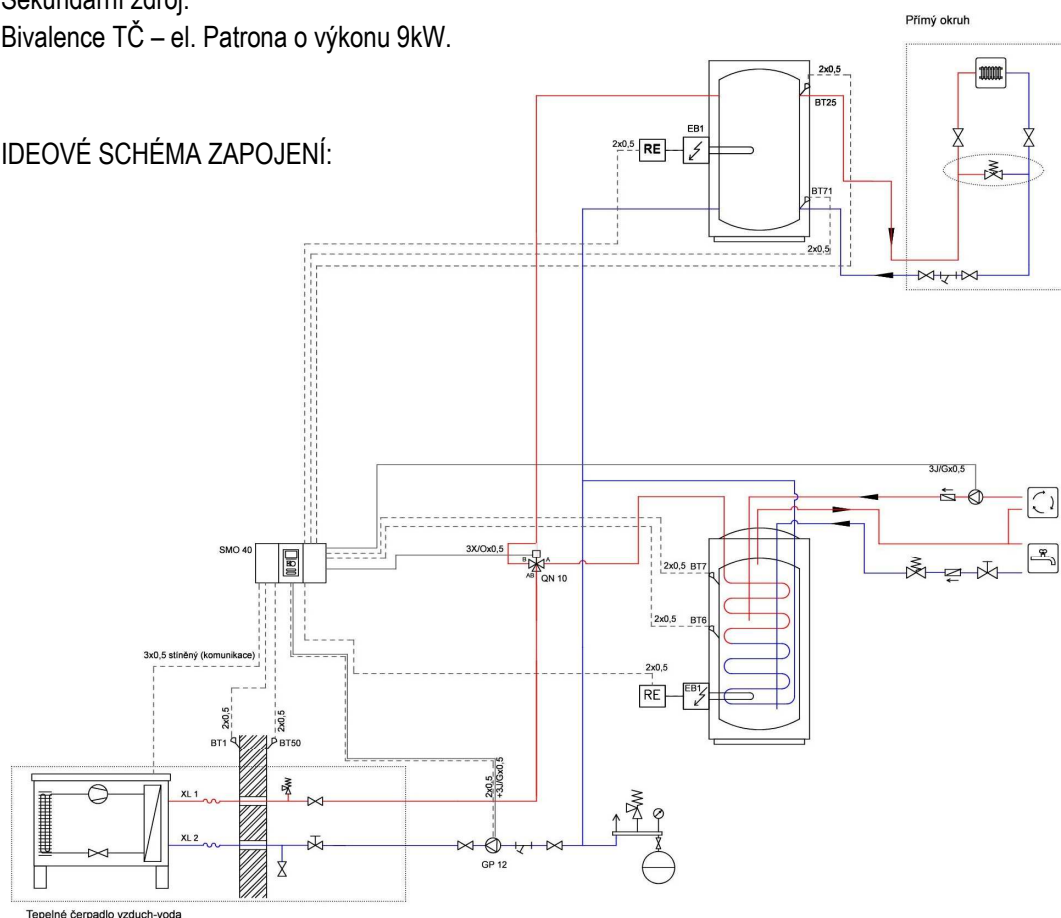 Sekundární zdroj:
Bivalence TČ – el. Patrona o výkonu 9kW.
IDEOVÉ SCHÉMA ZAPOJENÍ:
Přímý okruh
2x0,5
BT25
EB1
2x0,5
RE
BT71
2x0,5
3J/Gx0,5
SMO 40
3X/Ox0,5
B
A
AB
QN 10
2x0,5 BT7
2x0,5 BT6
3x0,5 stíněný (komunikace)
2x0,5
RE
EB1
2x0,5
2x0,5
BT1
BT50
2x0,5
+3J/Gx0,5
XL 1
XL 2
GP 12
Tepelné čerpadlo vzduch-voda